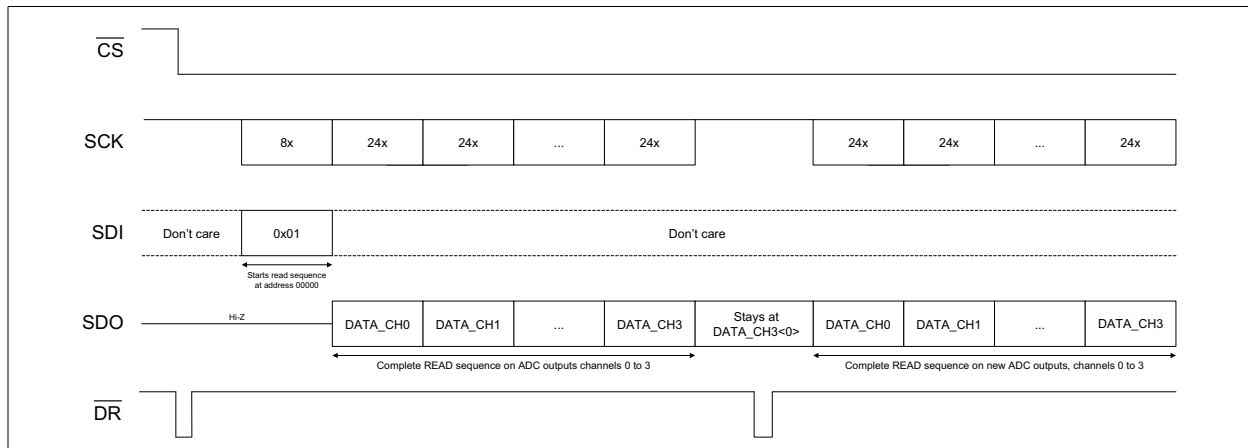 CS
SCK
8x
24x
24x
...
24x
24x
24x
...
24x
SDI
Don't care
0x01
Don't care
Starts read sequence
at address 00000
SDO
Hi-Z
DATA_CH0
DATA_CH1
...
DATA_CH3
Stays at
DATA_CH3<0>
DATA_CH0
DATA_CH1
...
DATA_CH3
Complete READ sequence on ADC outputs channels 0 to 3
Complete READ sequence on new ADC outputs, channels 0 to 3
DR